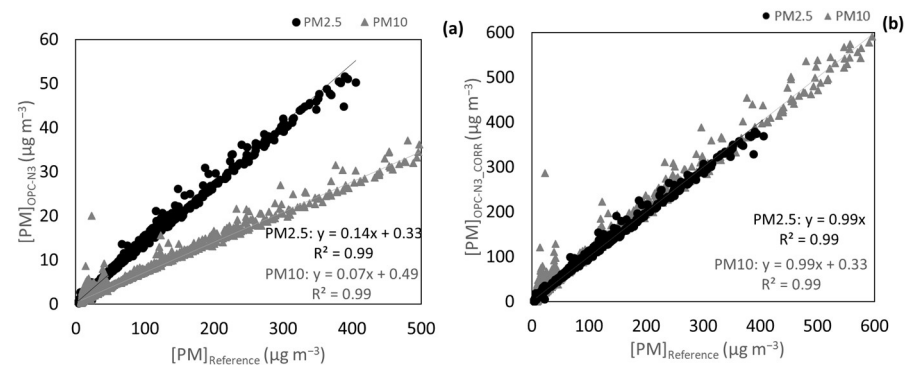 ● PM2.5 ▲ PM10 (a)
60
50
40
30
20
10
0
[PM]OPC-N3 (µg m⁻³)
PM2.5: y = 0.14x + 0.33
R² = 0.99
PM10: y = 0.07x + 0.49
R² = 0.99
0 100 200 300 400 500
[PM]Reference (µg m⁻³)
● PM2.5 ▲ PM10 (b)
600
500
400
300
200
100
0
[PM]OPC-N3_CORR (µg m⁻³)
PM2.5: y = 0.99x
R² = 0.99
PM10: y = 0.99x + 0.33
R² = 0.99
0 100 200 300 400 500 600
[PM]Reference (µg m⁻³)